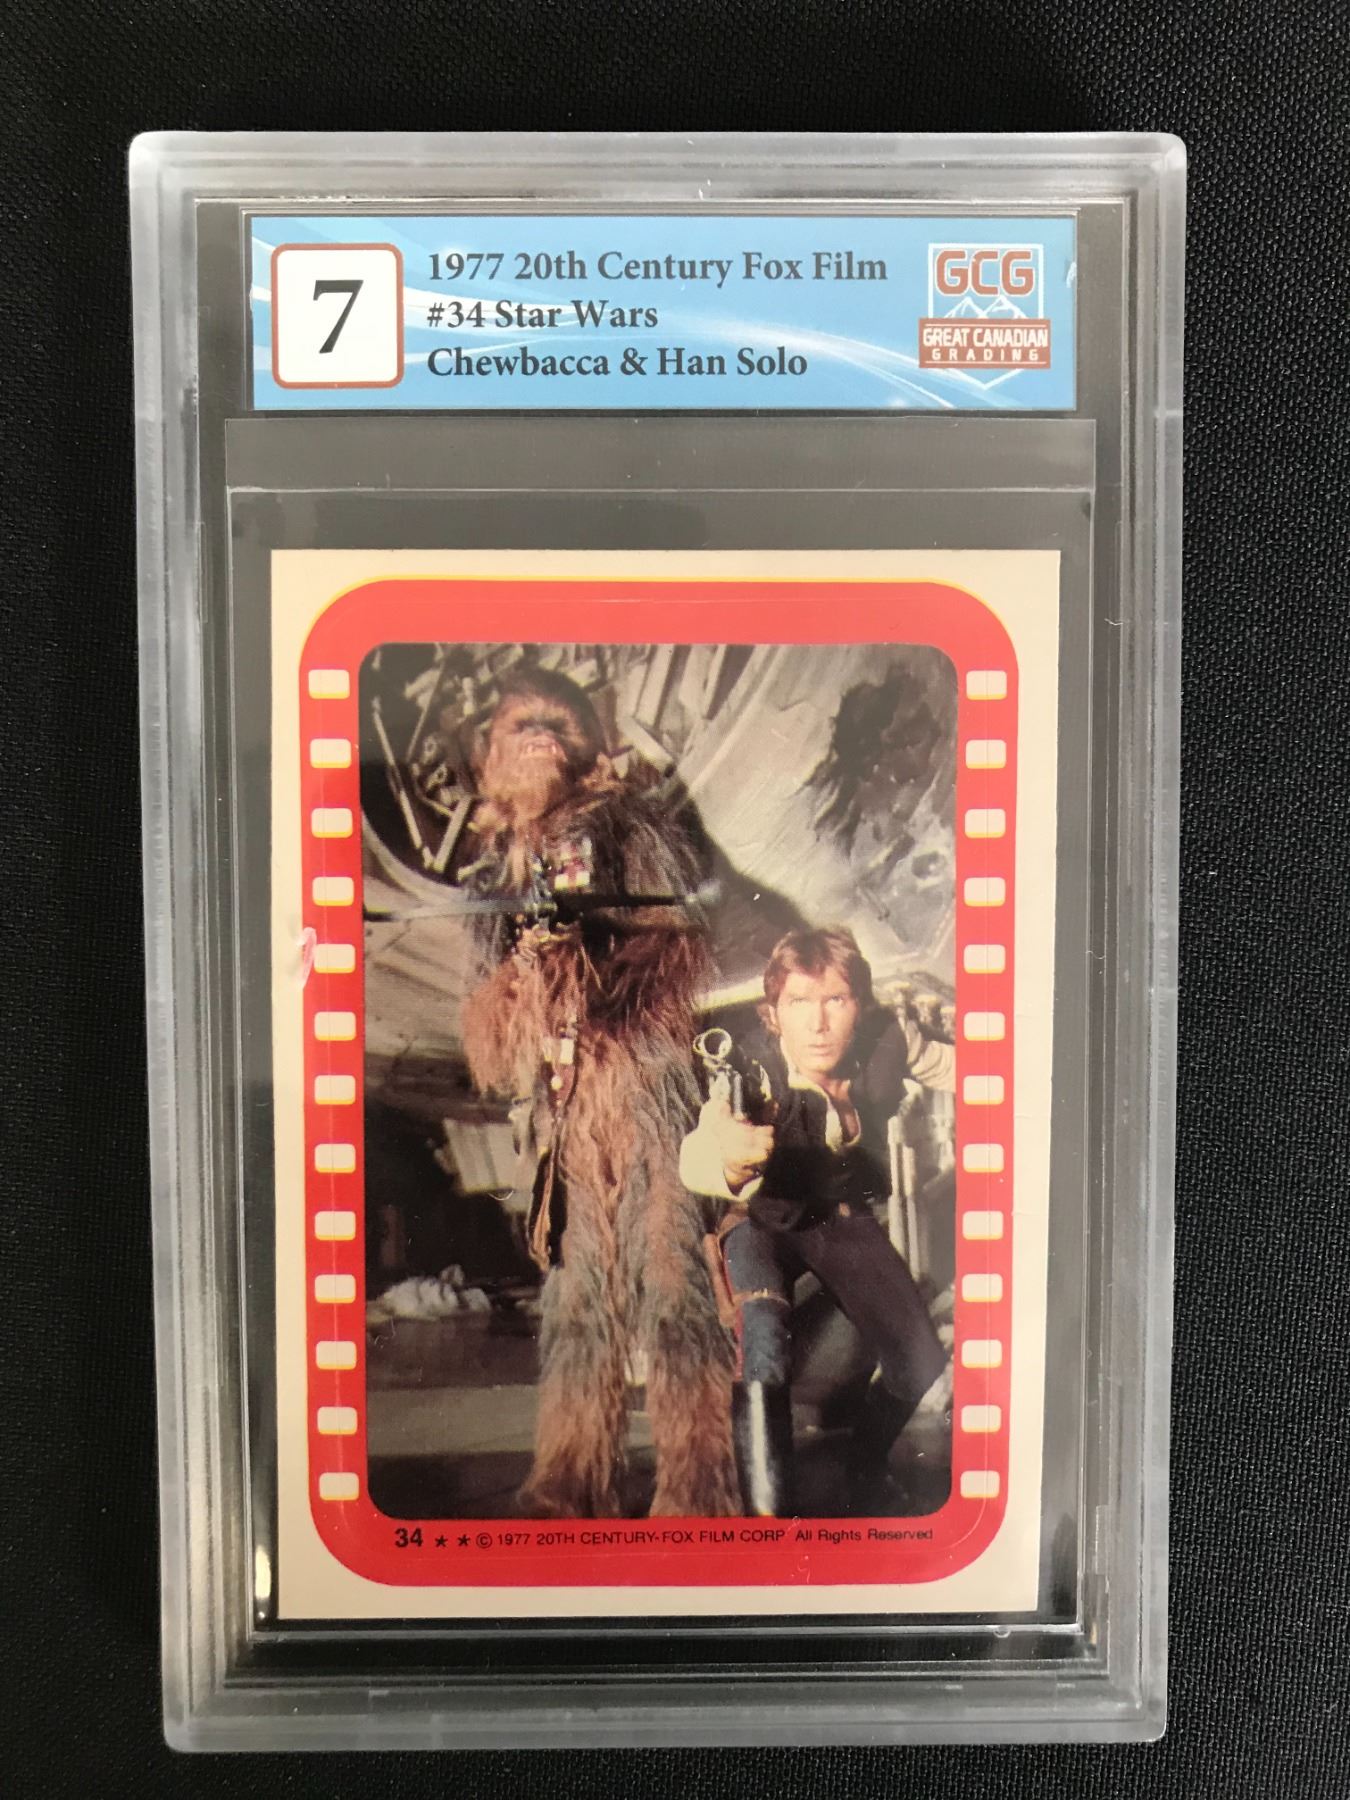 7
1977 20th Century Fox Film
#34 Star Wars
Chewbacca & Han Solo
GCG
GREAT CANADIAN
GRADING
34 ★ ★ © 1977 20TH CENTURY-FOX FILM CORP All Rights Reserved